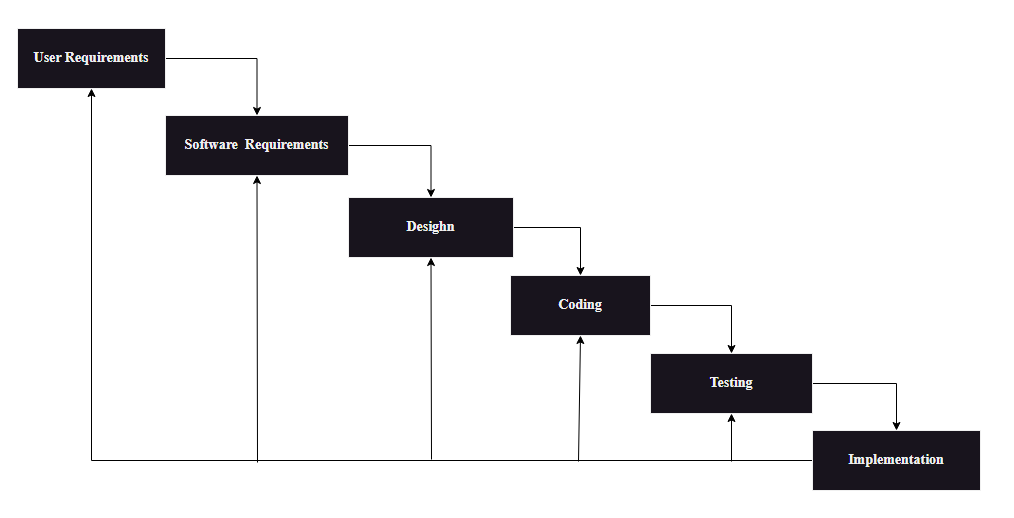 User Requirements
Software  Requirements
Desighn
Coding
Testing
Implementation